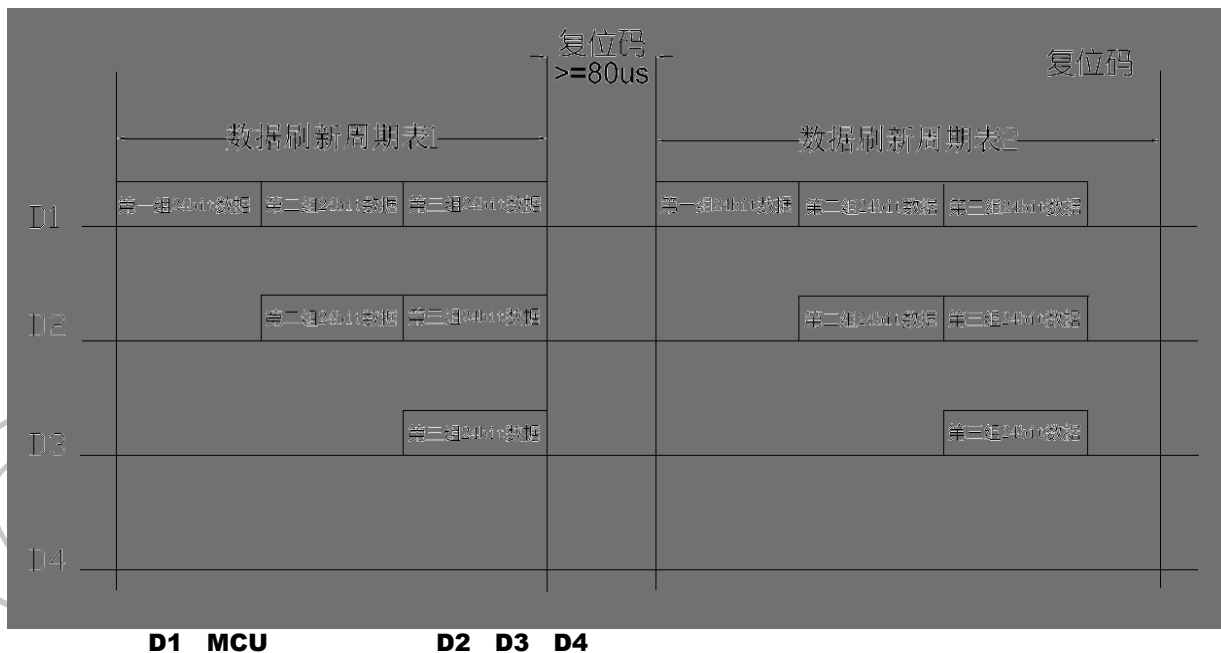 复位码
>=80us
复位码
数据刷新周期表1
数据刷新周期表2
D1
第一组24bit数据 第二组24bit数据 第三组24bit数据
第一组24bit数据 第二组24bit数据 第三组24bit数据
D2
第二组24bit数据 第三组24bit数据
第二组24bit数据 第三组24bit数据
D3
第三组24bit数据
第三组24bit数据
D4
D1 MCU D2 D3 D4